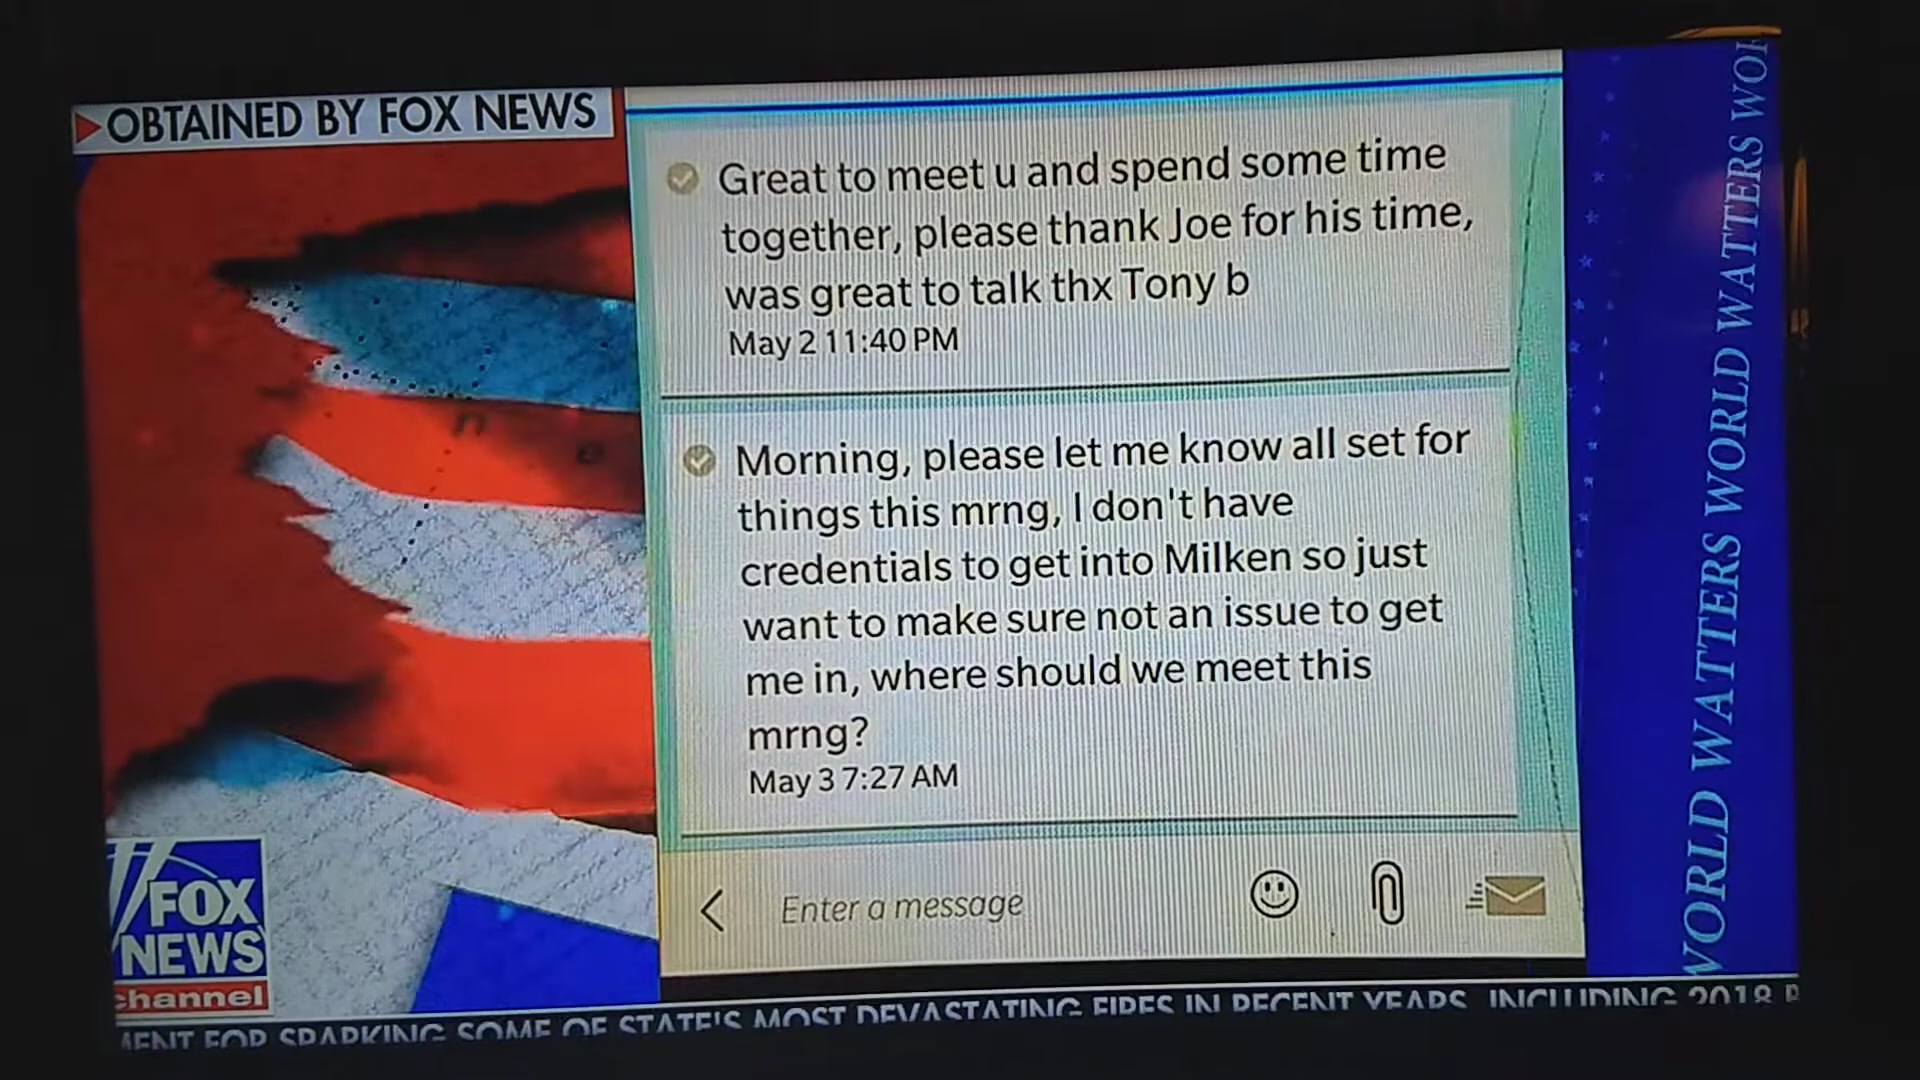 OBTAINED BY FOX NEWS
Great to meet u and spend some time
together, please thank Joe for his time,
was great to talk thx Tony b
May 2 11:40 PM
Morning, please let me know all set for
things this mrng, I don't have
credentials to get into Milken so just
want to make sure not an issue to get
me in, where should we meet this
mrng?
May 3 7:27 AM
Enter a message
FOX
NEWS
channel
FOR SPARKING SOME OF STATE'S MOST DEVASTATING FIRES IN RECENT YEARS, INCLUDING 2018
WORLD WATTERS WORLD WATTERS